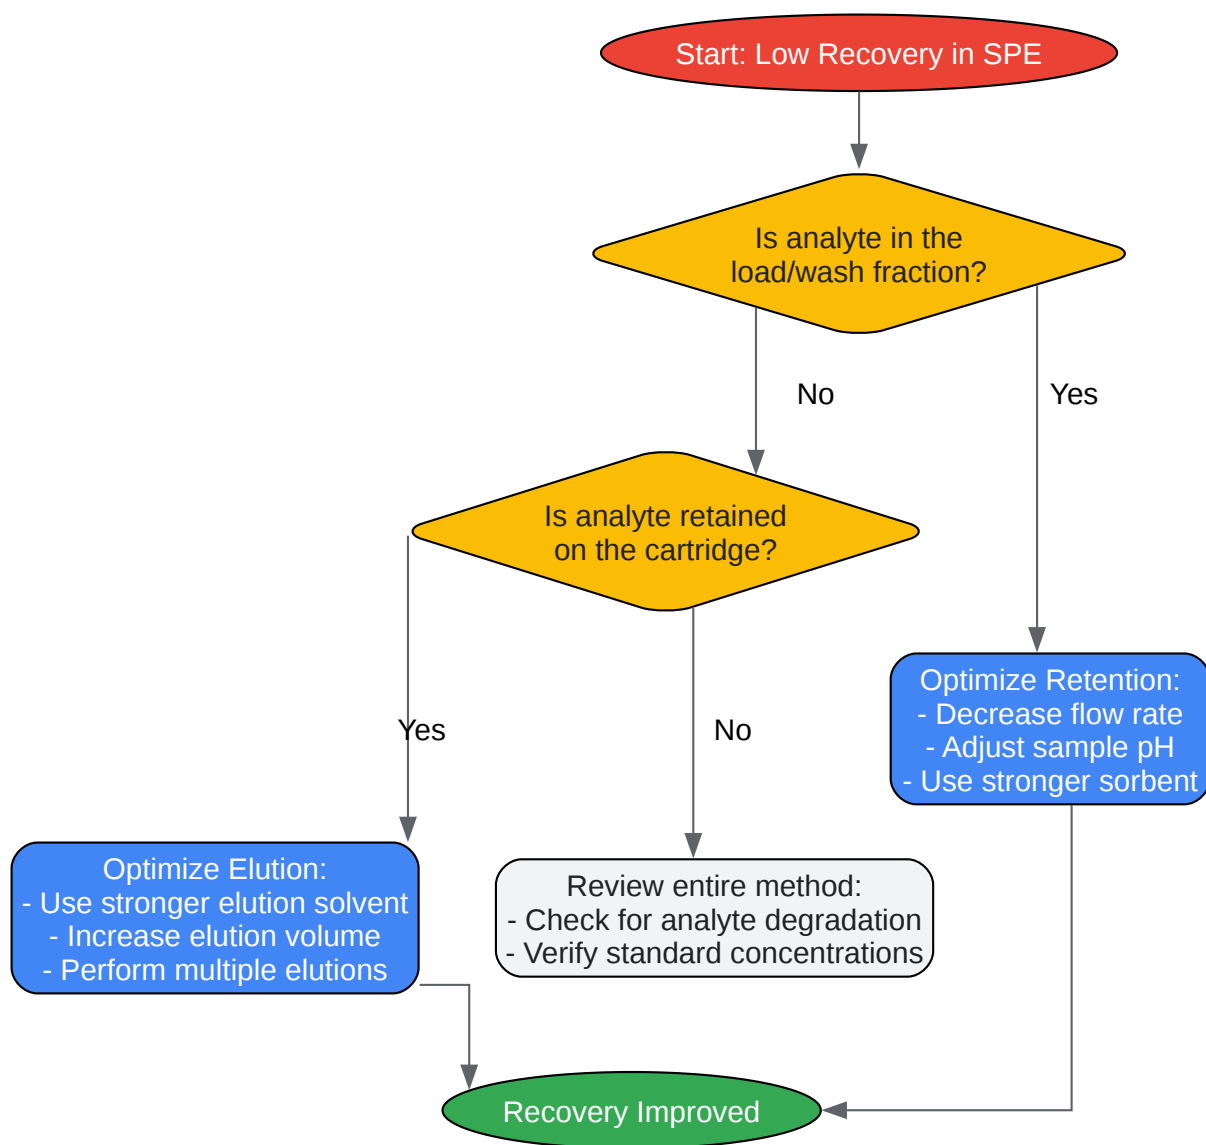 Start: Low Recovery in SPE
Is analyte in the
load/wash fraction?
No
Yes
Is analyte retained
on the cartridge?
Optimize Retention:
- Decrease flow rate
- Adjust sample pH
- Use stronger sorbent
Yes
No
Optimize Elution:
- Use stronger elution solvent
- Increase elution volume
- Perform multiple elutions
Review entire method:
- Check for analyte degradation
- Verify standard concentrations
Recovery Improved